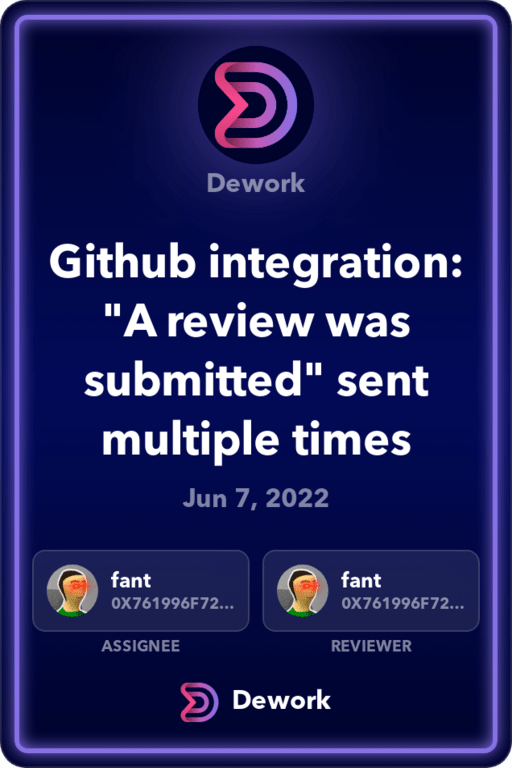 Dework
Github integration:
"A review was
submitted" sent
multiple times
Jun 7, 2022
fant
0X761996F72...
ASSIGNEE
fant
0X761996F72...
REVIEWER
Dework